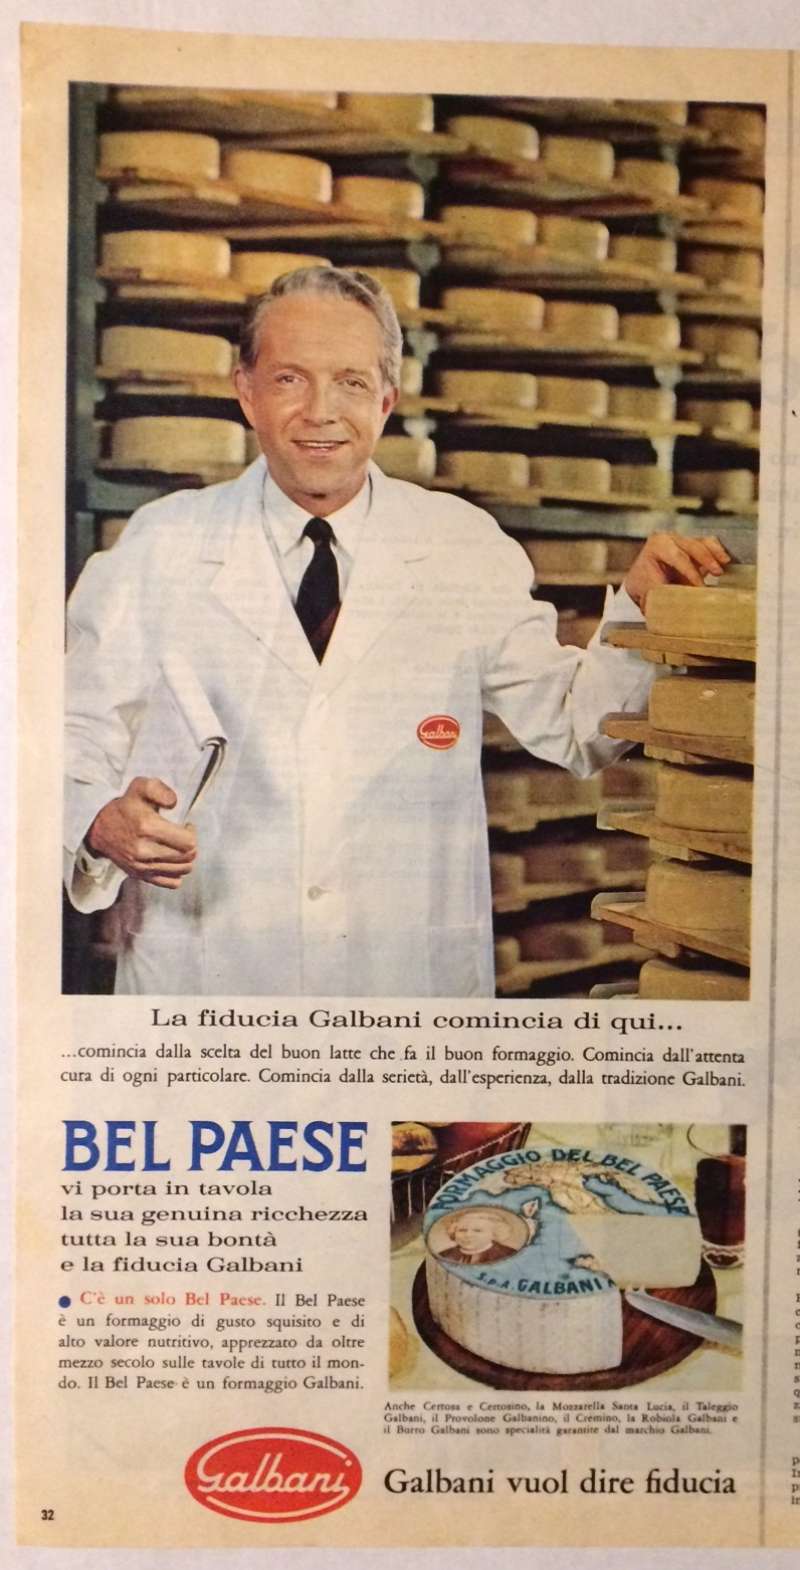 Galbani
La fiducia Galbani comincia di qui...
...comincia dalla scelta del buon latte che fa il buon formaggio. Comincia dall'attenta
cura di ogni particolare. Comincia dalla serietà, dall'esperienza, dalla tradizione Galbani.
BEL PAESE
vi porta in tavola
la sua genuina ricchezza
tutta la sua bontà
e la fiducia Galbani
● C'è un solo Bel Paese. Il Bel Paese
è un formaggio di gusto squisito e di
alto valore nutritivo, apprezzato da oltre
mezzo secolo sulle tavole di tutto il mon-
do. Il Bel Paese è un formaggio Galbani.
FORMAGGIO DEL BEL PAESE
S.p.A. GALBANI
Anche Certosa e Certosino, la Mozzarella Santa Lucia, il Taleggio
Galbani, il Provolone Galbanino, il Cremino, la Robiola Galbani e
il Burro Galbani sono specialità garantite dal marchio Galbani.
Galbani
Galbani vuol dire fiducia
32